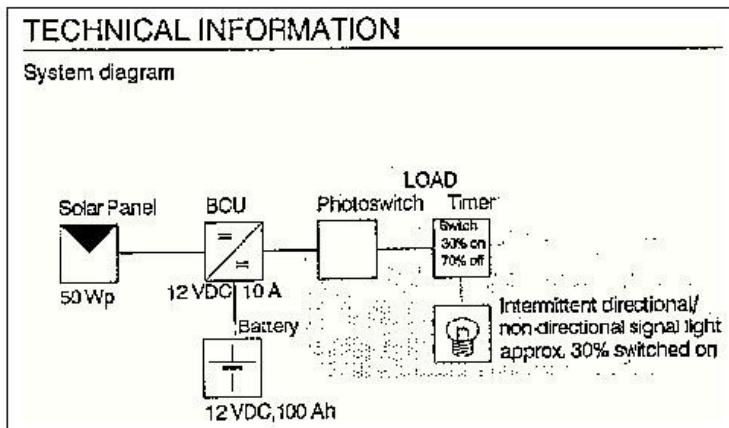 TECHNICAL INFORMATION
System diagram
LOAD
Solar Panel
BCU
Photoswitch
Timer
Switch
30% on
70% off
50 Wp
12 VDC, 10 A
Battery
Intermittent directional/
non-directional signal light
approx. 30% switched on
12 VDC, 100 Ah